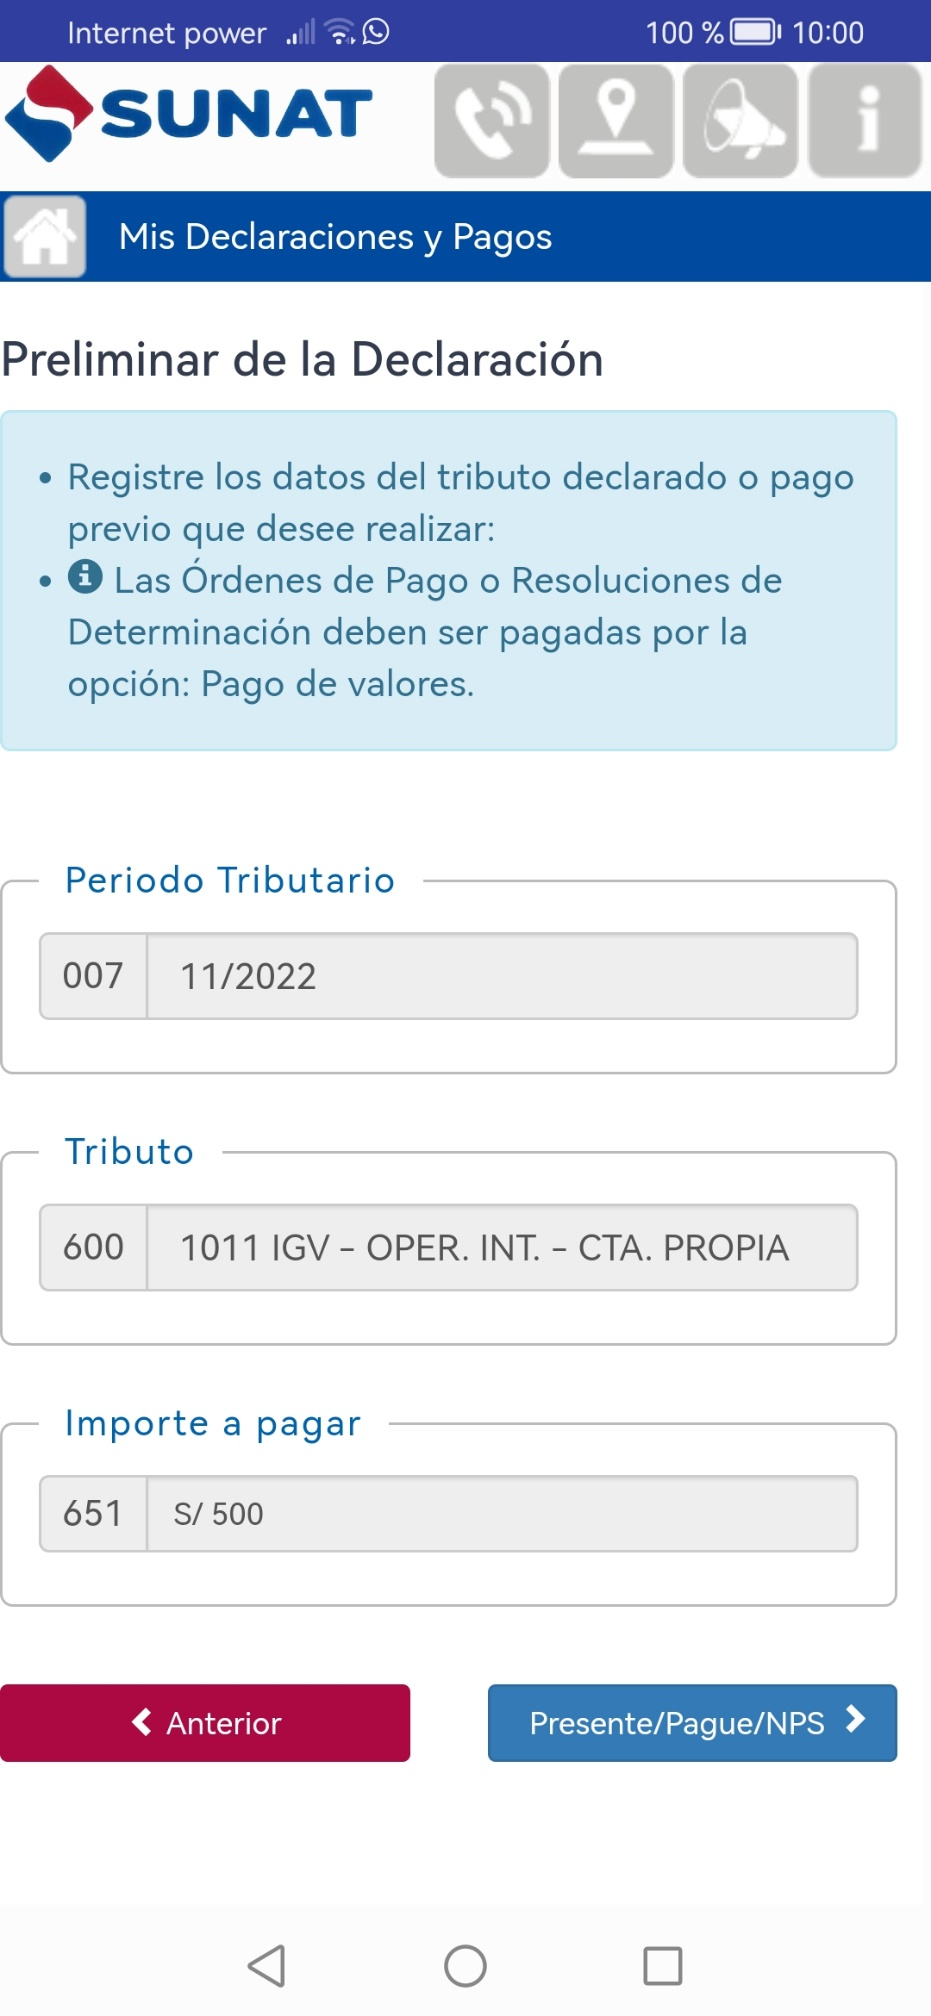 Internet power 100 % 10:00
SUNAT
Mis Declaraciones y Pagos
Preliminar de la Declaración
• Registre los datos del tributo declarado o pago
previo que desee realizar:
• Las Órdenes de Pago o Resoluciones de
Determinación deben ser pagadas por la
opción: Pago de valores.
Periodo Tributario
007 11/2022
Tributo
600 1011 IGV - OPER. INT. - CTA. PROPIA
Importe a pagar
651 S/ 500
Anterior Presente/Pague/NPS